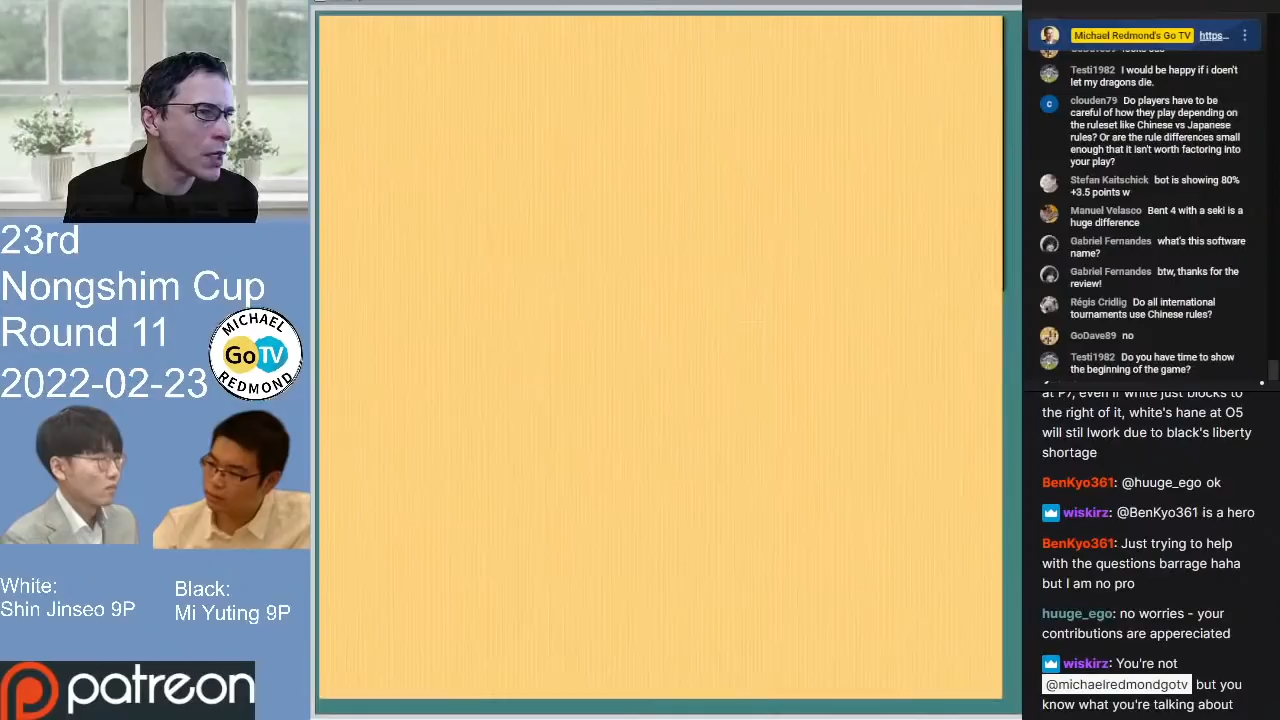 23rd
Nongshim Cup
Round 11
2022-02-23
MICHAEL
GoTV
REDMOND
White:
Shin Jinseo 9P
Black:
Mi Yuting 9P
patreon
Michael Redmond's Go TV https...
Testi1982 I would be happy if i doen't
let my dragons die.
c clouden79 Do players have to be
careful of how they play depending on
the ruleset like Chinese vs Japanese
rules? Or are the rule differences small
enough that it isn't worth factoring into
your play?
Stefan Kaitschick bot is showing 80%
+3.5 points w
Manuel Velasco Bent 4 with a seki is a
huge difference
Gabriel Fernandes what's this software
name?
Gabriel Fernandes btw, thanks for the
review!
Régis Cridlig Do all international
tournaments use Chinese rules?
GoDave89 no
Testi1982 Do you have time to show
the beginning of the game?
at P7, even if white just blocks to
the right of it, white's hane at O5
will stil lwork due to black's liberty
shortage
BenKyo361: @huuge_ego ok
wiskirz: @BenKyo361 is a hero
BenKyo361: Just trying to help
with the questions barrage haha
but I am no pro
huuge_ego: no worries - your
contributions are appereciated
wiskirz: You're not
@michaelredmondgotv but you
know what you're talking about